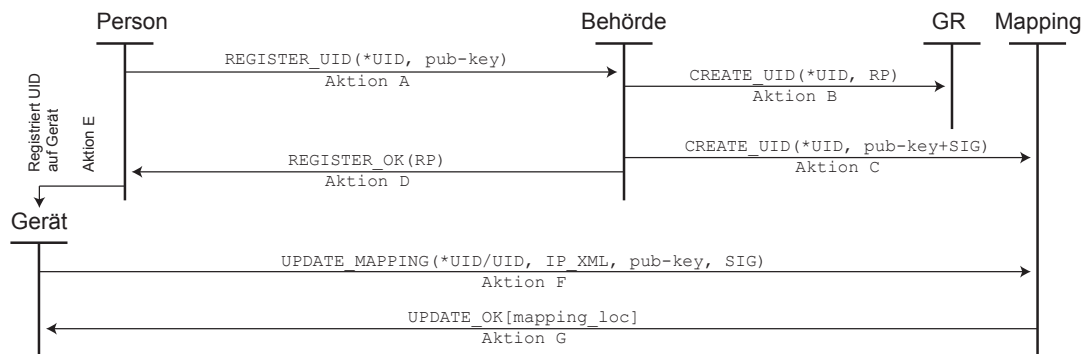 Person
Behörde
GR
Mapping
REGISTER_UID(*UID, pub-key)
Aktion A
CREATE_UID(*UID, RP)
Aktion B
Registriert UID
auf Gerät
Aktion E
REGISTER_OK(RP)
Aktion D
CREATE_UID(*UID, pub-key+SIG)
Aktion C
Gerät
UPDATE_MAPPING(*UID/UID, IP_XML, pub-key, SIG)
Aktion F
UPDATE_OK[mapping_loc]
Aktion G